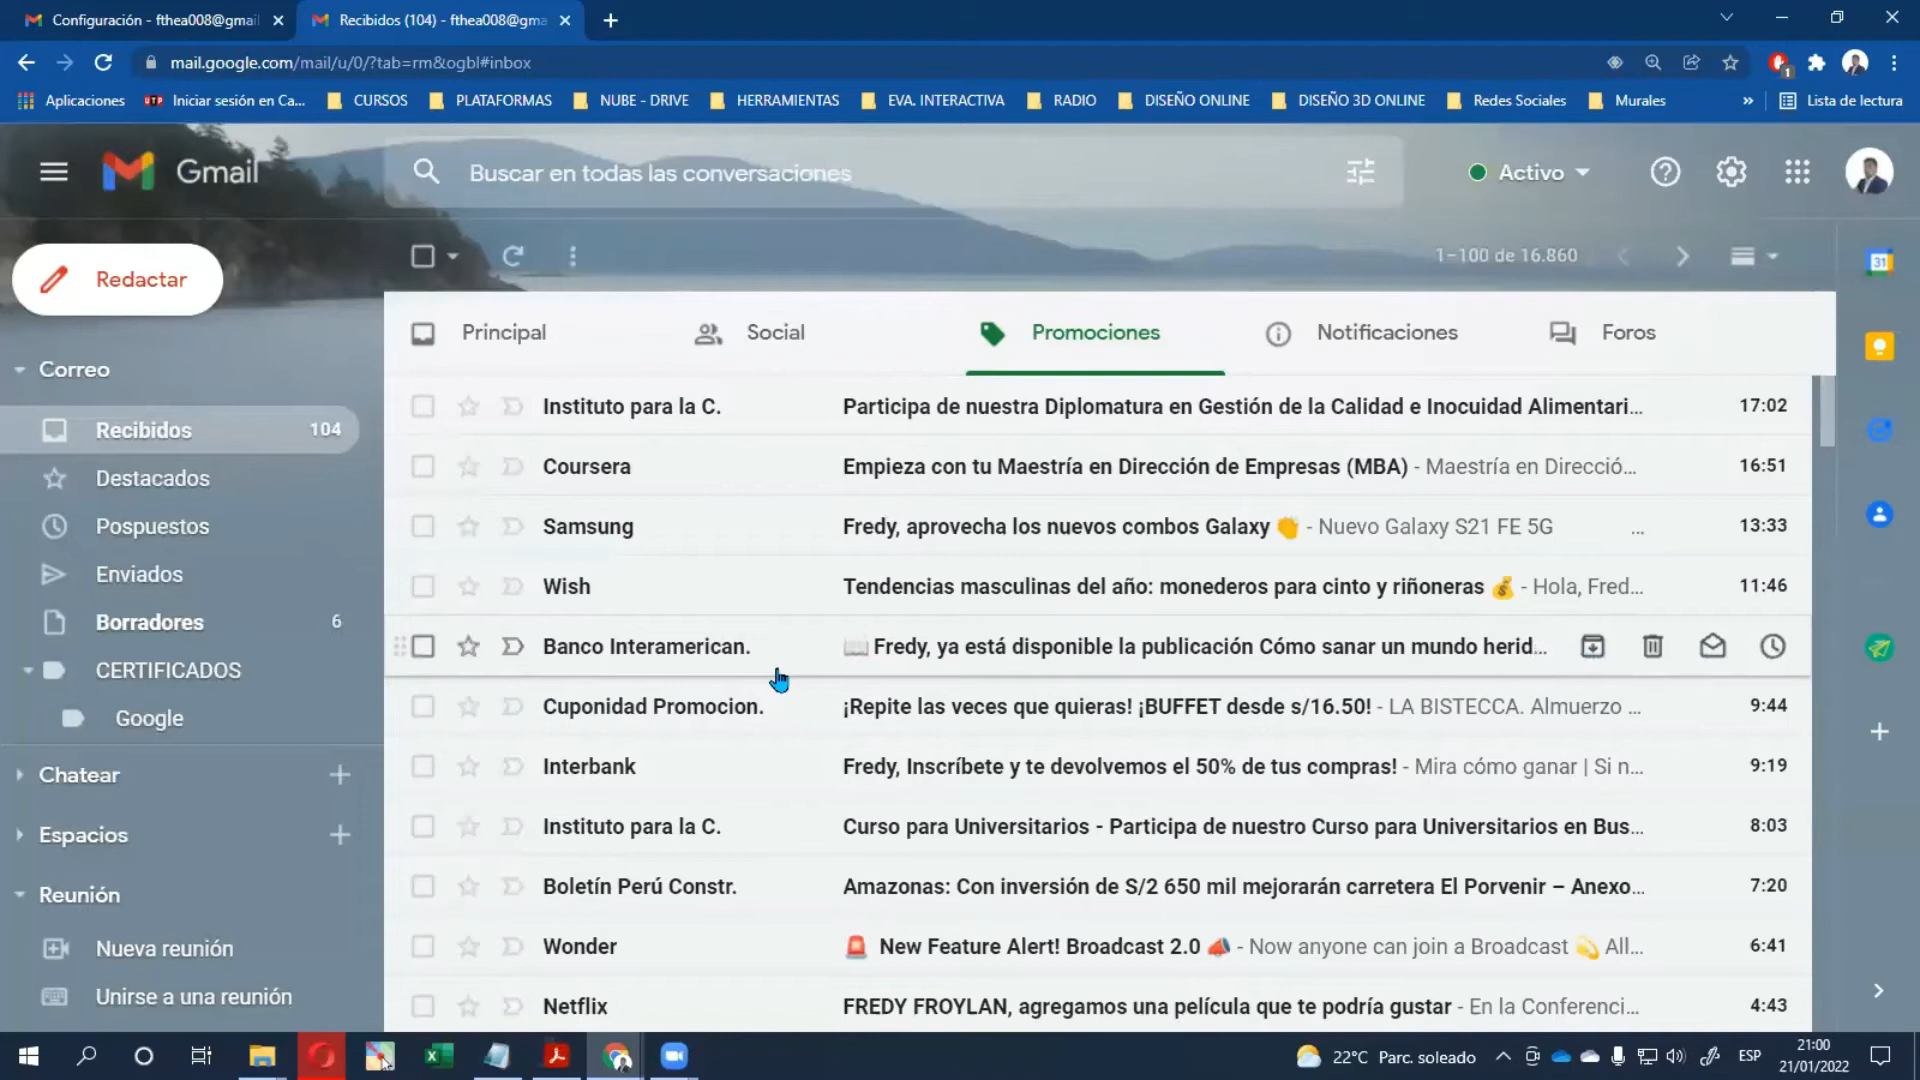 Configuración - fthea008@gmail
Recibidos (104) - fthea008@gma
mail.google.com/mail/u/0/?tab=rm&ogbl#inbox
Aplicaciones
UTP Iniciar sesión en Ca...
CURSOS
PLATAFORMAS
NUBE - DRIVE
HERRAMIENTAS
EVA. INTERACTIVA
RADIO
DISEÑO ONLINE
DISEÑO 3D ONLINE
Redes Sociales
Murales
»
Lista de lectura
Gmail
Buscar en todas las conversaciones
Activo
Redactar
1–100 de 16.860
Principal
Social
Promociones
Notificaciones
Foros
Correo
Recibidos 104
Destacados
Pospuestos
Enviados
Borradores 6
CERTIFICADOS
Google
Chatear
Espacios
Reunión
Nueva reunión
Unirse a una reunión
Instituto para la C. Participa de nuestra Diplomatura en Gestión de la Calidad e Inocuidad Alimentari... 17:02
Coursera Empieza con tu Maestría en Dirección de Empresas (MBA) - Maestría en Direcció... 16:51
Samsung Fredy, aprovecha los nuevos combos Galaxy 👏 - Nuevo Galaxy S21 FE 5G ... 13:33
Wish Tendencias masculinas del año: monederos para cinto y riñoneras 💰 - Hola, Fred... 11:46
Banco Interamerican. 📖 Fredy, ya está disponible la publicación Cómo sanar un mundo herid...
Cuponidad Promocion. ¡Repite las veces que quieras! ¡BUFFET desde s/16.50! - LA BISTECCA. Almuerzo ... 9:44
Interbank Fredy, Inscríbete y te devolvemos el 50% de tus compras! - Mira cómo ganar | Si n... 9:19
Instituto para la C. Curso para Universitarios - Participa de nuestro Curso para Universitarios en Bus... 8:03
Boletín Perú Constr. Amazonas: Con inversión de S/2 650 mil mejorarán carretera El Porvenir – Anexo... 7:20
Wonder 🚨 New Feature Alert! Broadcast 2.0 📣 - Now anyone can join a Broadcast 💫 All... 6:41
Netflix FREDY FROYLAN, agregamos una película que te podría gustar - En la Conferenci... 4:43
31
1
22°C Parc. soleado
ESP
21:00
21/01/2022